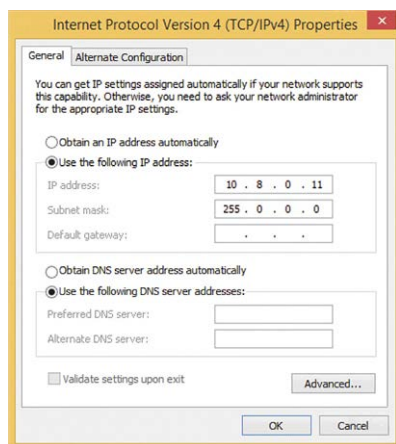 Internet Protocol Version 4 (TCP/IPv4) Properties
General
Alternate Configuration
You can get IP settings assigned automatically if your network supports
this capability. Otherwise, you need to ask your network administrator
for the appropriate IP settings.
Obtain an IP address automatically
Use the following IP address:
IP address: 10 . 8 . 0 . 11
Subnet mask: 255 . 0 . 0 . 0
Default gateway: . . .
Obtain DNS server address automatically
Use the following DNS server addresses:
Preferred DNS server:
Alternate DNS server:
Validate settings upon exit
Advanced...
OK
Cancel